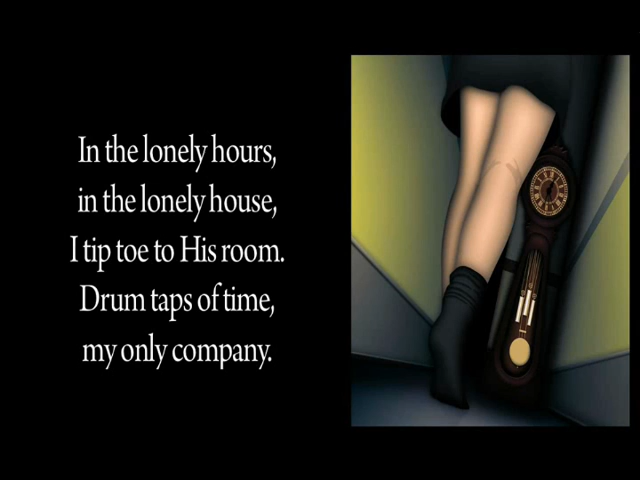 In the lonely hours,
in the lonely house,
I tip toe to His room.
Drum taps of time,
my only company.